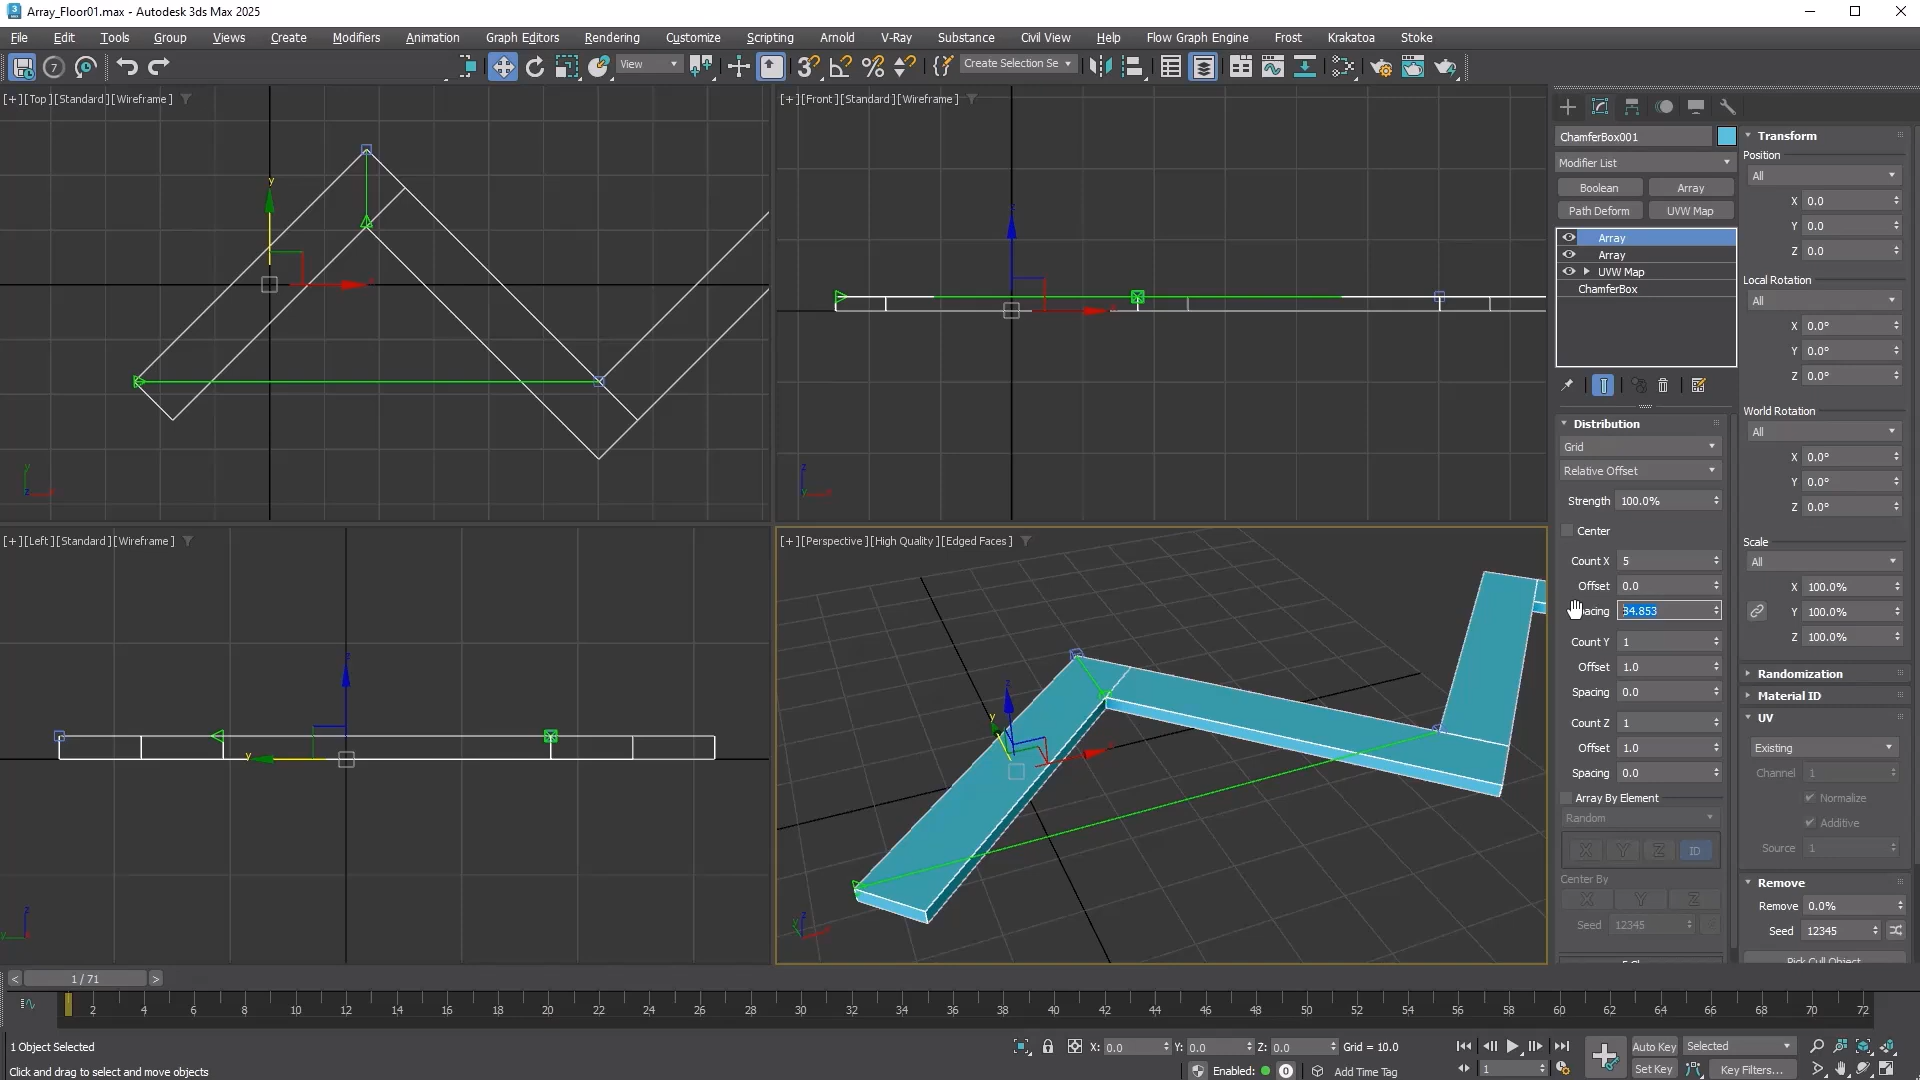 Array_Floor01.max - Autodesk 3ds Max 2025
File Edit Tools Group Views Create Modifiers Animation Graph Editors Rendering Customize Scripting Arnold V-Ray Substance Civil View Help Flow Graph Engine Frost Krakatoa Stoke
7 View Create Selection Se
[+][Top][Standard][Wireframe]
[+][Front][Standard][Wireframe]
[+][Left][Standard][Wireframe]
[+][Perspective][High Quality][Edged Faces]
ChamferBox001
Modifier List
Boolean Array
Path Deform UVW Map
Array
Array
UVW Map
ChamferBox
Distribution
Grid
Relative Offset
Strength 100.0%
Center
Count X 5
Offset 0.0
Spacing 84.853
Count Y 1
Offset 1.0
Spacing 0.0
Count Z 1
Offset 1.0
Spacing 0.0
Array By Element
Random
X Y Z ID
Center By
X Y Z
Seed 12345
Transform
Position
All
X 0.0
Y 0.0
Z 0.0
Local Rotation
All
X 0.0°
Y 0.0°
Z 0.0°
World Rotation
All
X 0.0°
Y 0.0°
Z 0.0°
Scale
All
X 100.0%
Y 100.0%
Z 100.0%
Randomization
Material ID
UV
Existing
Channel 1
Normalize
Additive
Source 1
Remove
Remove 0.0%
Seed 12345
Pick Cull Object
< 1 / 71 >
2 4 6 8 10 12 14 16 18 20 22 24 26 28 30 32 34 36 38 40 42 44 46 48 50 52 54 56 58 60 62 64 66 68 70 72
1 Object Selected
X: 0.0 Y: 0.0 Z: 0.0 Grid = 10.0
Auto Key Selected
Click and drag to select and move objects
Enabled: 0 Add Time Tag
1
Set Key Key Filters...